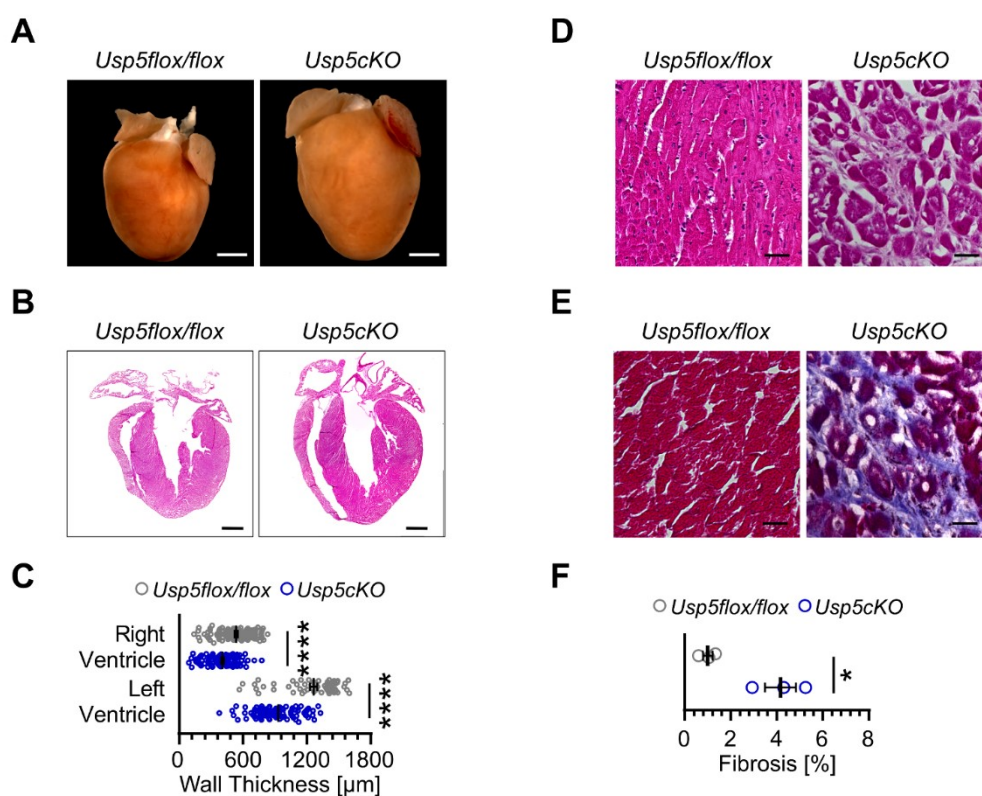 A
Usp5flox/flox Usp5cKO
B
Usp5flox/flox Usp5cKO
C
Usp5flox/flox Usp5cKO
Right
Ventricle
Left
Ventricle
****
****
0 600 1200 1800
Wall Thickness [µm]
D
Usp5flox/flox Usp5cKO
E
Usp5flox/flox Usp5cKO
F
Usp5flox/flox Usp5cKO
*
0 2 4 6 8
Fibrosis [%]